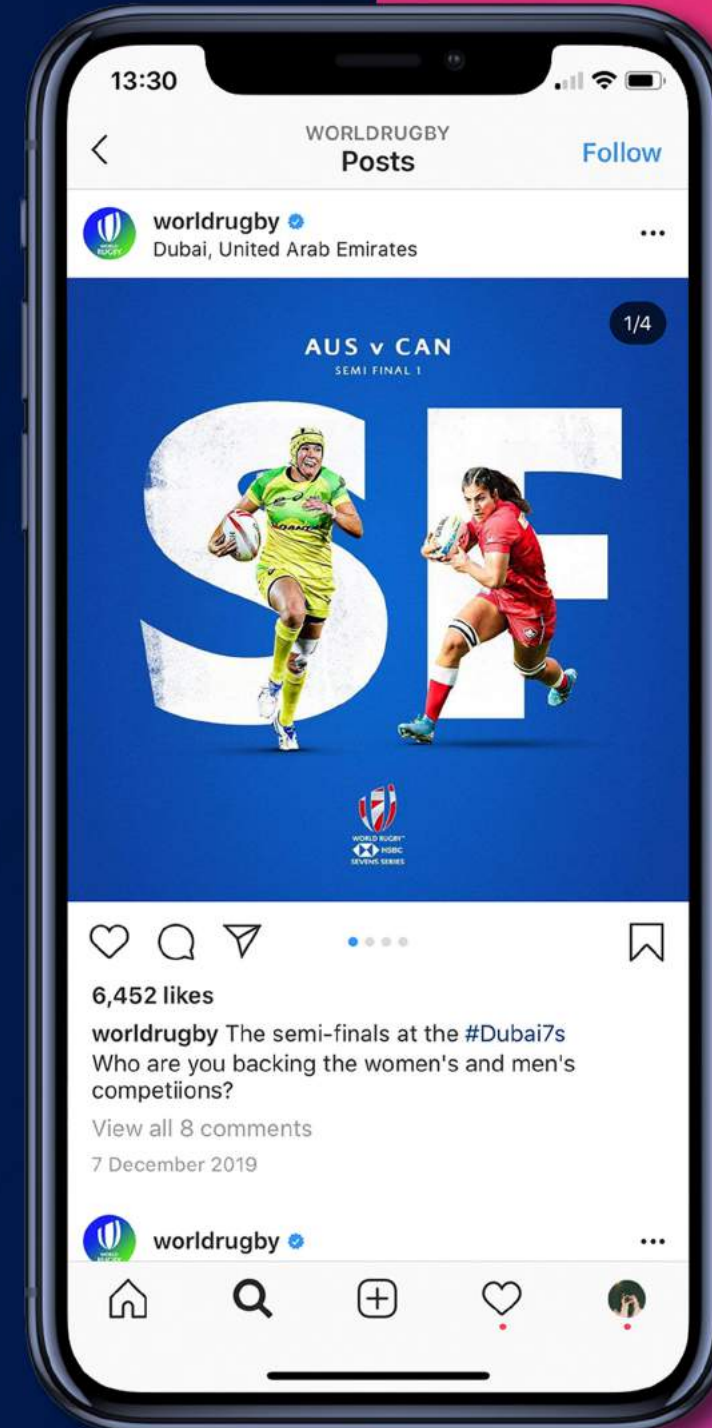 13:30
WORLDRUGBY
Posts
Follow
worldrugby
Dubai, United Arab Emirates
1/4
AUS v CAN
SEMI FINAL 1
SF
QANTAS
WORLD RUGBY™
HSBC
SEVENS SERIES
6,452 likes
worldrugby The semi-finals at the #Dubai7s
Who are you backing the women's and men's
competiions?
View all 8 comments
7 December 2019
worldrugby